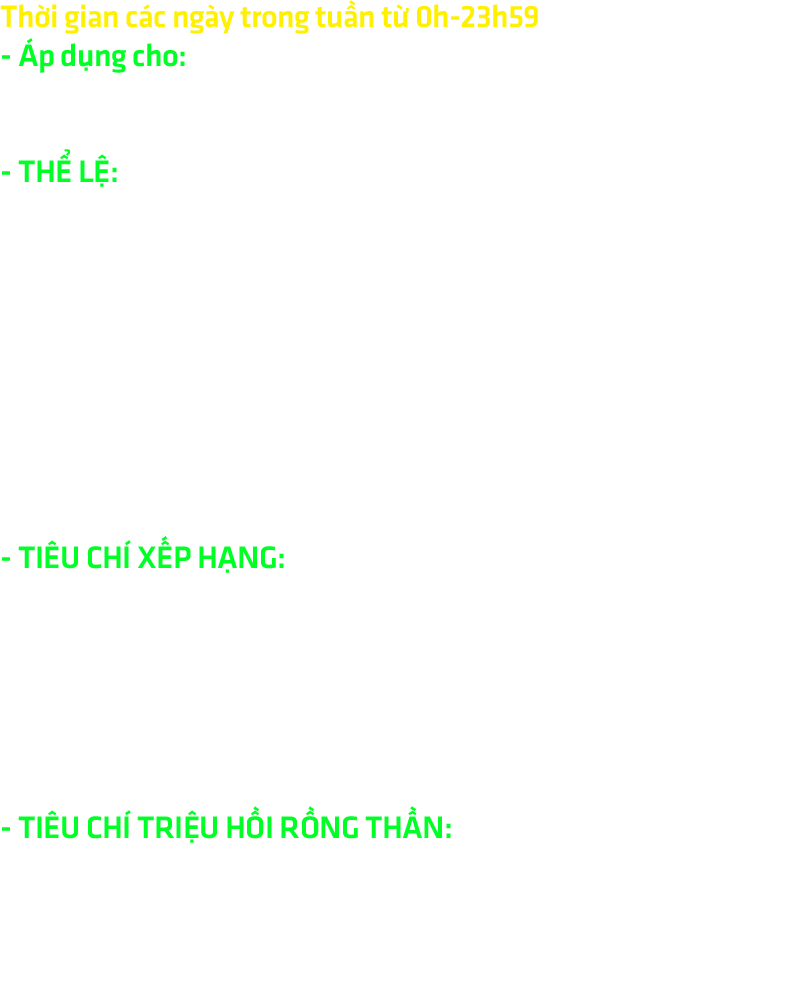 Thời gian các ngày trong tuần từ 0h-23h59
- Áp dụng cho:
- THỂ LỆ:
- TIÊU CHÍ XẾP HẠNG:
- TIÊU CHÍ TRIỆU HỒI RỒNG THẦN: